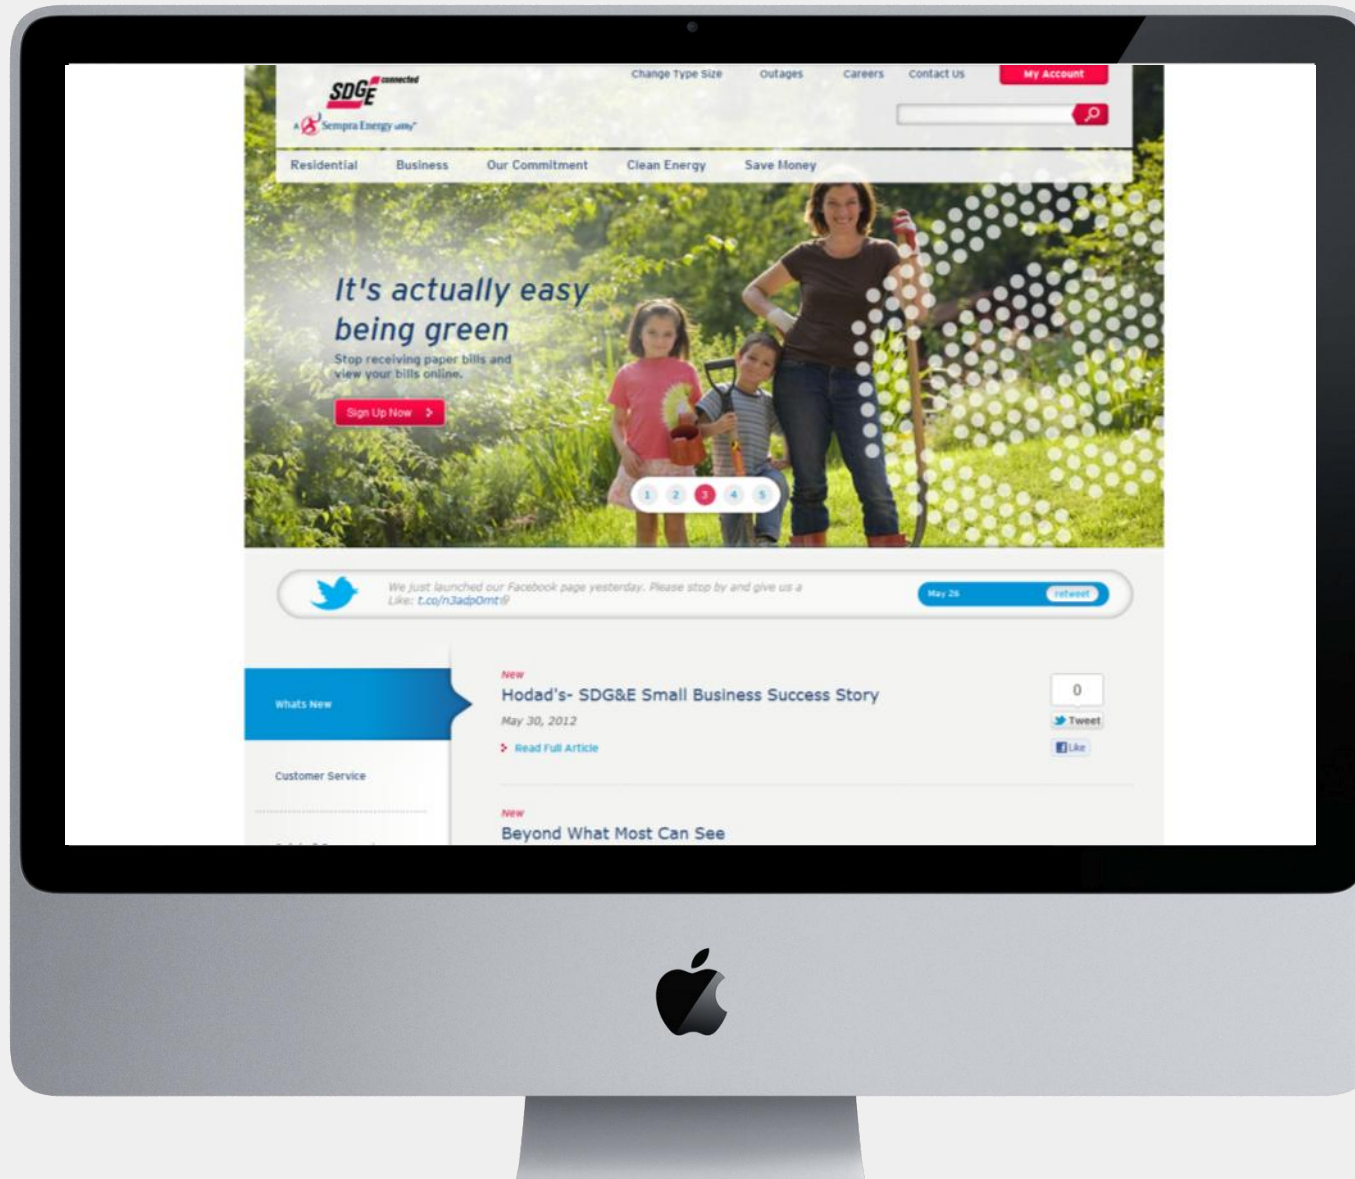 Change Type Size Outages Careers Contact Us My Account
SDGE connected
A Sempra Energy utility
Residential Business Our Commitment Clean Energy Save Money
It's actually easy
being green
Stop receiving paper bills and
view your bills online.
Sign Up Now
1 2 3 4 5
We just launched our Facebook page yesterday. Please stop by and give us a
Like: t.co/n3adp0mt
May 26 retweet
Whats New
Customer Service
New
Hodad's- SDG&E Small Business Success Story
May 30, 2012
Read Full Article
0
Tweet
Like
New
Beyond What Most Can See